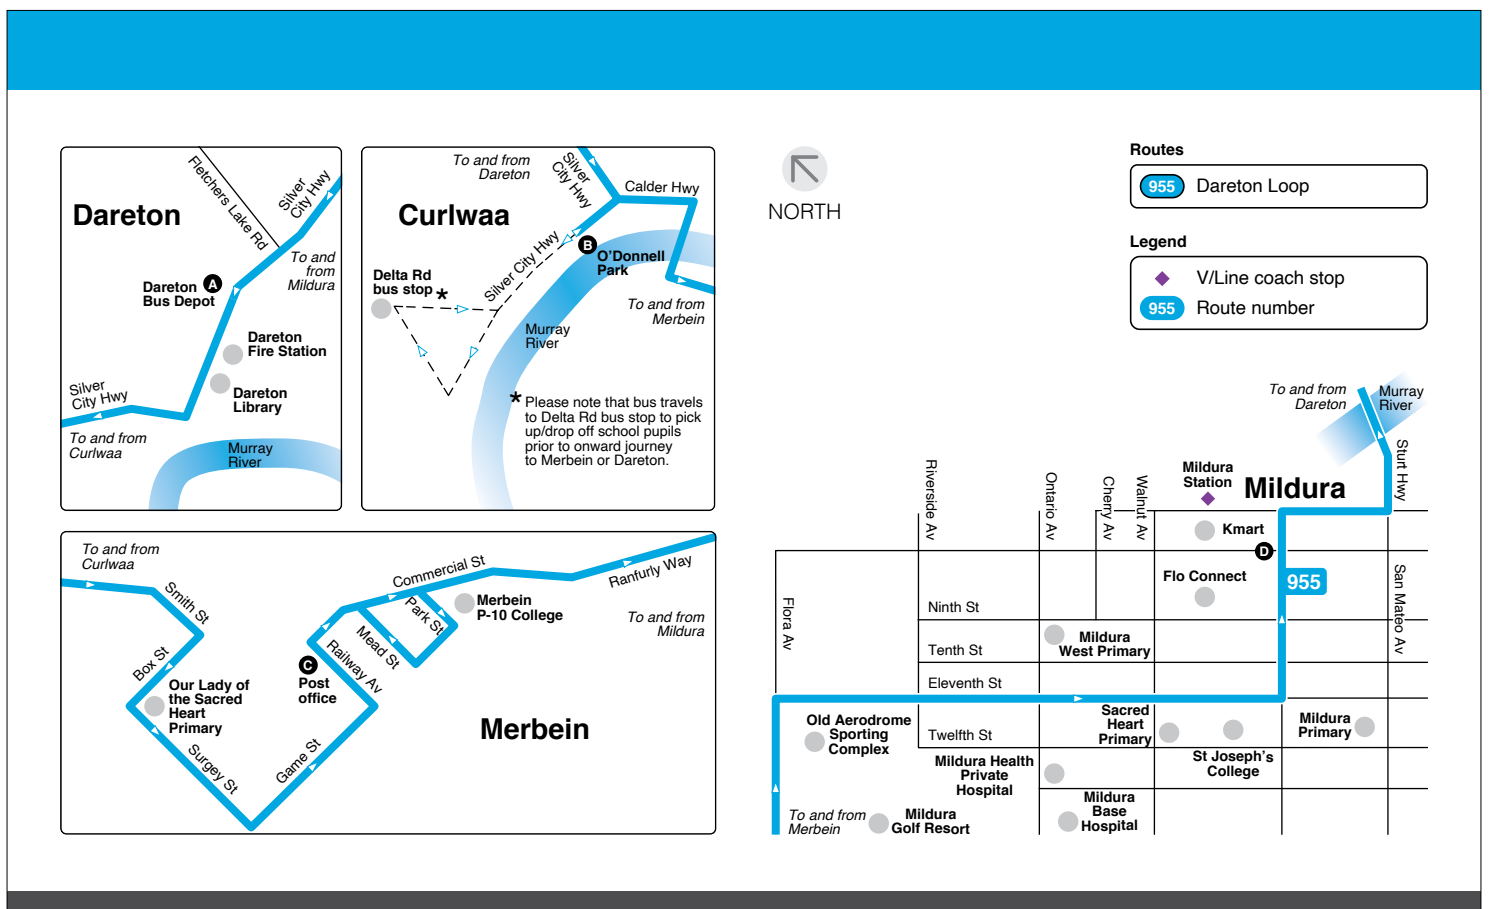 Dareton
Fletchers Lake Rd
Silver
City Hwy
To and
from
Mildura
Dareton
Bus Depot
A
Dareton
Fire Station
Dareton
Library
Silver
City Hwy
To and from
Curlwaa
Murray
River
Curlwaa
To and from
Dareton
Silver
City Hwy
Calder Hwy
B
O'Donnell
Park
Silver City Hwy
Delta Rd
bus stop *
To and from
Merbein
Murray
River
* Please note that bus travels
to Delta Rd bus stop to pick
up/drop off school pupils
prior to onward journey
to Merbein or Dareton.
To and from
Curlwaa
Smith St
Box St
Our Lady of
the Sacred
Heart
Primary
Surgey St
Game St
C
Post
office
Railway Av
Mead St
Park St
Commercial St
Merbein
P-10 College
Ranfurly Way
To and from
Mildura
Merbein
NORTH
Routes
955 Dareton Loop
Legend
V/Line coach stop
955 Route number
To and from
Dareton
Murray
River
Sturt Hwy
Mildura
Mildura
Station
Riverside Av
Ontario Av
Cherry Av
Walnut Av
Kmart
D
Flo Connect
955
San Mateo Av
Flora Av
Ninth St
Tenth St
Mildura
West Primary
Eleventh St
Old Aerodrome
Sporting
Complex
Twelfth St
Sacred
Heart
Primary
St Joseph's
College
Mildura
Primary
Mildura Health
Private
Hospital
Mildura
Base
Hospital
To and from
Merbein
Mildura
Golf Resort